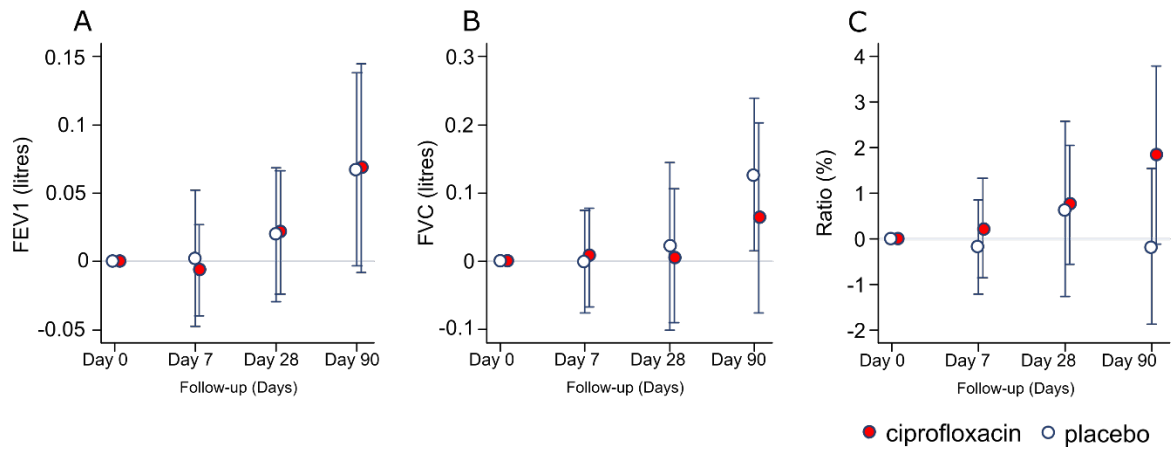 A
FEV1 (litres)
0.15
0.1
0.05
0
-0.05
Day 0 Day 7 Day 28 Day 90
Follow-up (Days)
B
FVC (litres)
0.3
0.2
0.1
0
-0.1
Day 0 Day 7 Day 28 Day 90
Follow-up (Days)
C
Ratio (%)
4
3
2
1
0
-1
-2
Day 0 Day 7 Day 28 Day 90
Follow-up (Days)
ciprofloxacin placebo